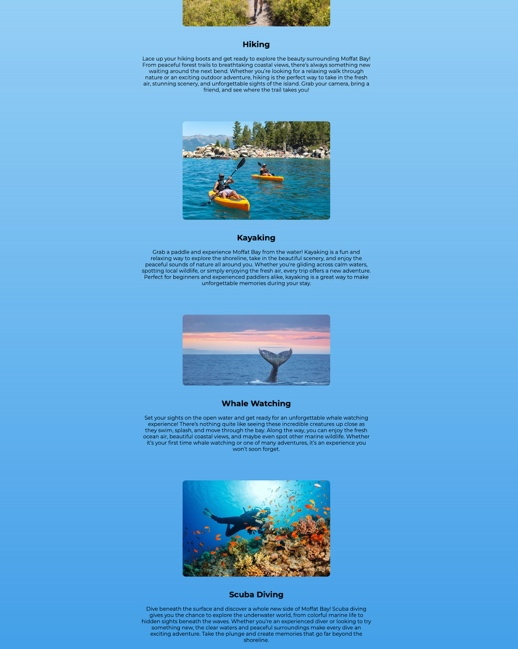 Hiking
Lace up your hiking boots and get ready to explore the beauty surrounding Moffat Bay!
From peaceful forest trails to breathtaking coastal views, there's always something new
waiting around the next bend. Whether you're looking for a relaxing walk through
nature or an exciting outdoor adventure, hiking is the perfect way to take in the fresh
air, stunning scenery, and unforgettable sights of the island. Grab your camera, bring a
friend, and see where the trail takes you!
Kayaking
Grab a paddle and experience Moffat Bay from the water! Kayaking is a fun and
relaxing way to explore the shoreline, take in the beautiful scenery, and enjoy the
peaceful sounds of nature all around you. Whether you're gliding across calm waters,
spotting local wildlife, or simply enjoying the fresh air, every trip offers a new adventure.
Perfect for beginners and experienced paddlers alike, kayaking is a great way to make
unforgettable memories during your stay.
Whale Watching
Set your sights on the open water and get ready for an unforgettable whale watching
experience! There's nothing quite like seeing these incredible creatures up close as
they swim, splash, and move through the bay. Along the way, you can enjoy the fresh
ocean air, beautiful coastal views, and maybe even spot other marine wildlife. Whether
it's your first time whale watching or one of many adventures, it's an experience you
won't soon forget.
Scuba Diving
Dive beneath the surface and discover a whole new side of Moffat Bay! Scuba diving
gives you the chance to explore the underwater world, from colorful marine life to
hidden sights beneath the waves. Whether you're an experienced diver or looking to try
something new, the clear waters and peaceful surroundings make every dive an
exciting adventure. Take the plunge and create memories that go far beyond the
shoreline.